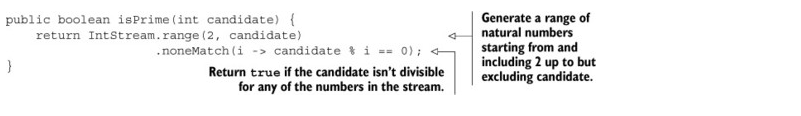 public boolean isPrime(int candidate) {
    return IntStream.range(2, candidate)
                    .noneMatch(i -> candidate % i == 0);
}
Generate a range of
natural numbers
starting from and
including 2 up to but
excluding candidate.
Return true if the candidate isn't divisible
for any of the numbers in the stream.